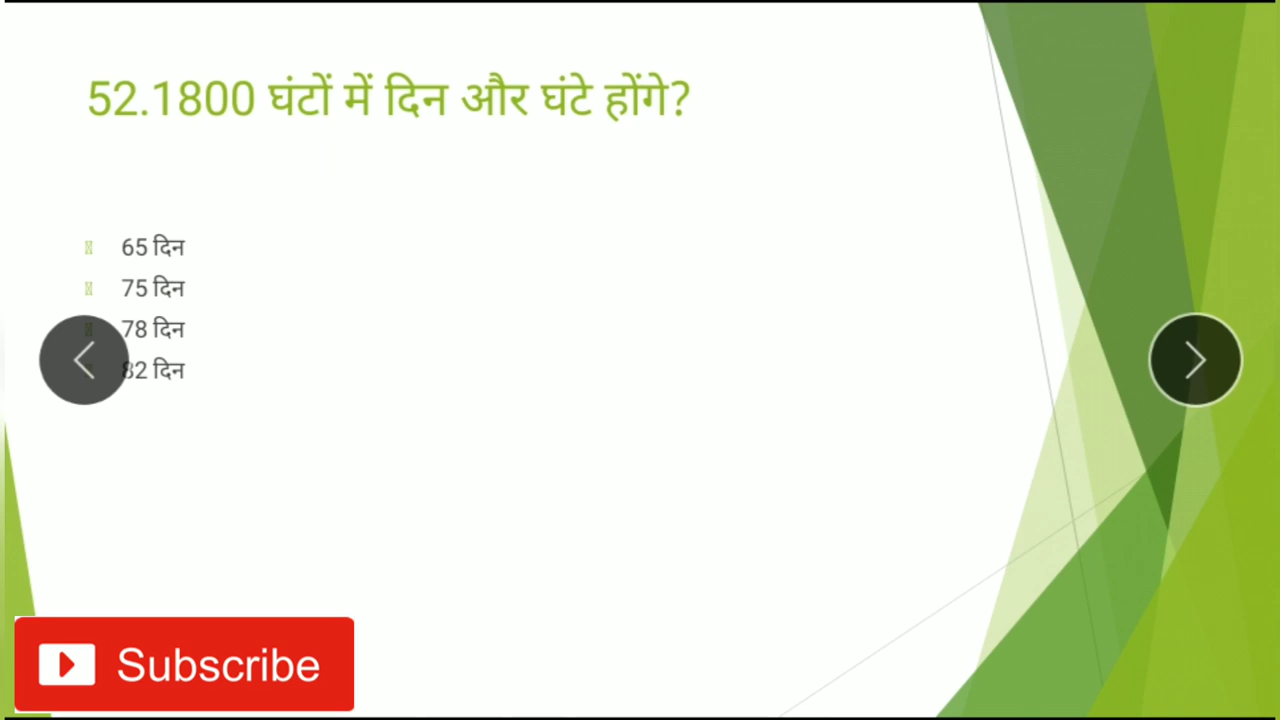 52.1800 घंटों में दिन और घंटे होंगे?
65 दिन
75 दिन
78 दिन
82 दिन
Subscribe